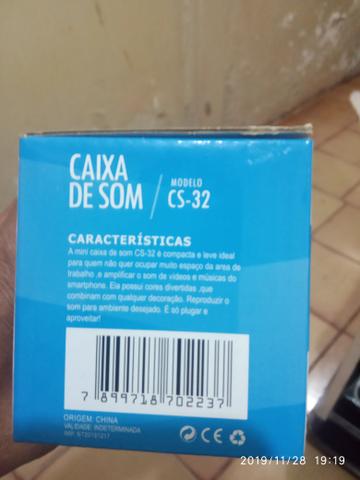 CAIXA
DE SOM
MODELO
CS-32
CARACTERÍSTICAS
A mini caixa de som CS-32 é compacta e leve ideal
para quem não quer ocupar muito espaço da area de
trabalho ,e amplificar o som de videos e músicas do
smartphone. Ela possui cores divertidas ,que
combinam com qualquer decoração. Reproduzir o
som para ambiente desejado. É só plugar e
aproveitar!
7 899718 702237
ORIGEM: CHINA
VALIDADE: INDETERMINADA
CE
2019/11/28 19:19